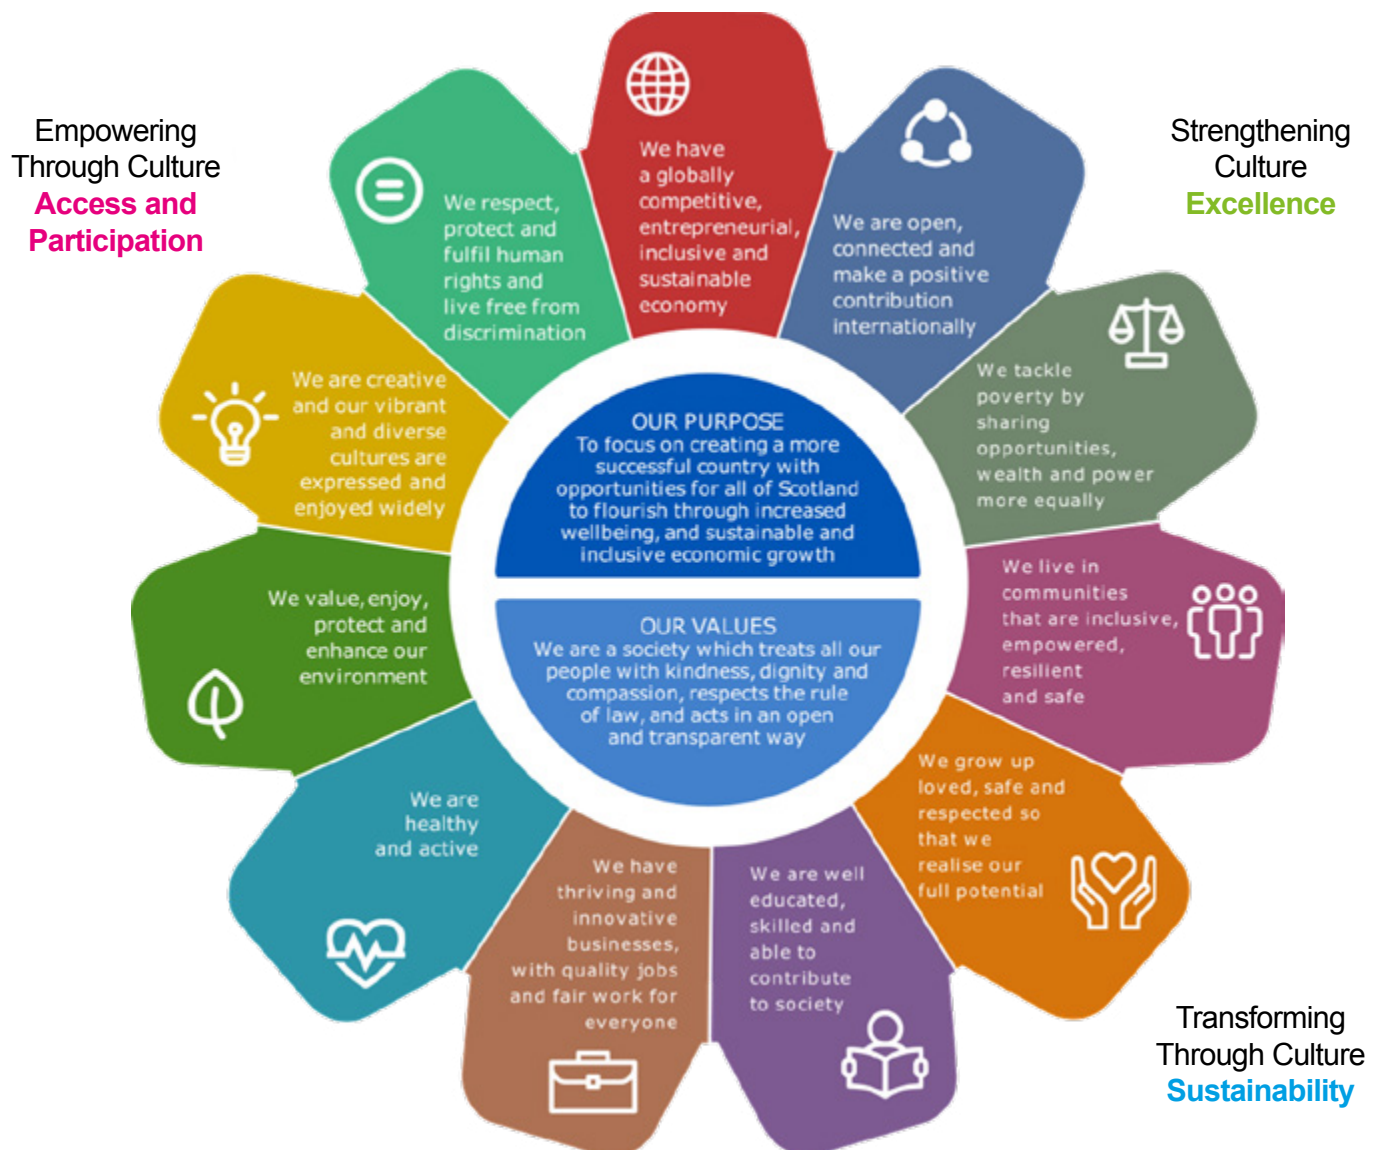 Empowering
Through Culture
Access and
Participation
Strengthening
Culture
Excellence
We have
a globally
competitive,
entrepreneurial,
inclusive and
sustainable
economy
We are open,
connected and
make a positive
contribution
internationally
We tackle
poverty by
sharing
opportunities,
wealth and power
more equally
We live in
communities
that are inclusive,
empowered,
resilient
and safe
We grow up
loved, safe and
respected so
that we
realise our
full potential
We are well
educated,
skilled and
able to
contribute
to society
We have
thriving and
innovative
businesses,
with quality jobs
and fair work for
everyone
We are
healthy
and active
We value, enjoy,
protect and
enhance our
environment
We are creative
and our vibrant
and diverse
cultures are
expressed and
enjoyed widely
We respect,
protect and
fulfil human
rights and
live free from
discrimination
OUR PURPOSE
To focus on creating a more
successful country with
opportunities for all of Scotland
to flourish through increased
wellbeing, and sustainable and
inclusive economic growth
OUR VALUES
We are a society which treats all our
people with kindness, dignity and
compassion, respects the rule
of law, and acts in an open
and transparent way
Transforming
Through Culture
Sustainability